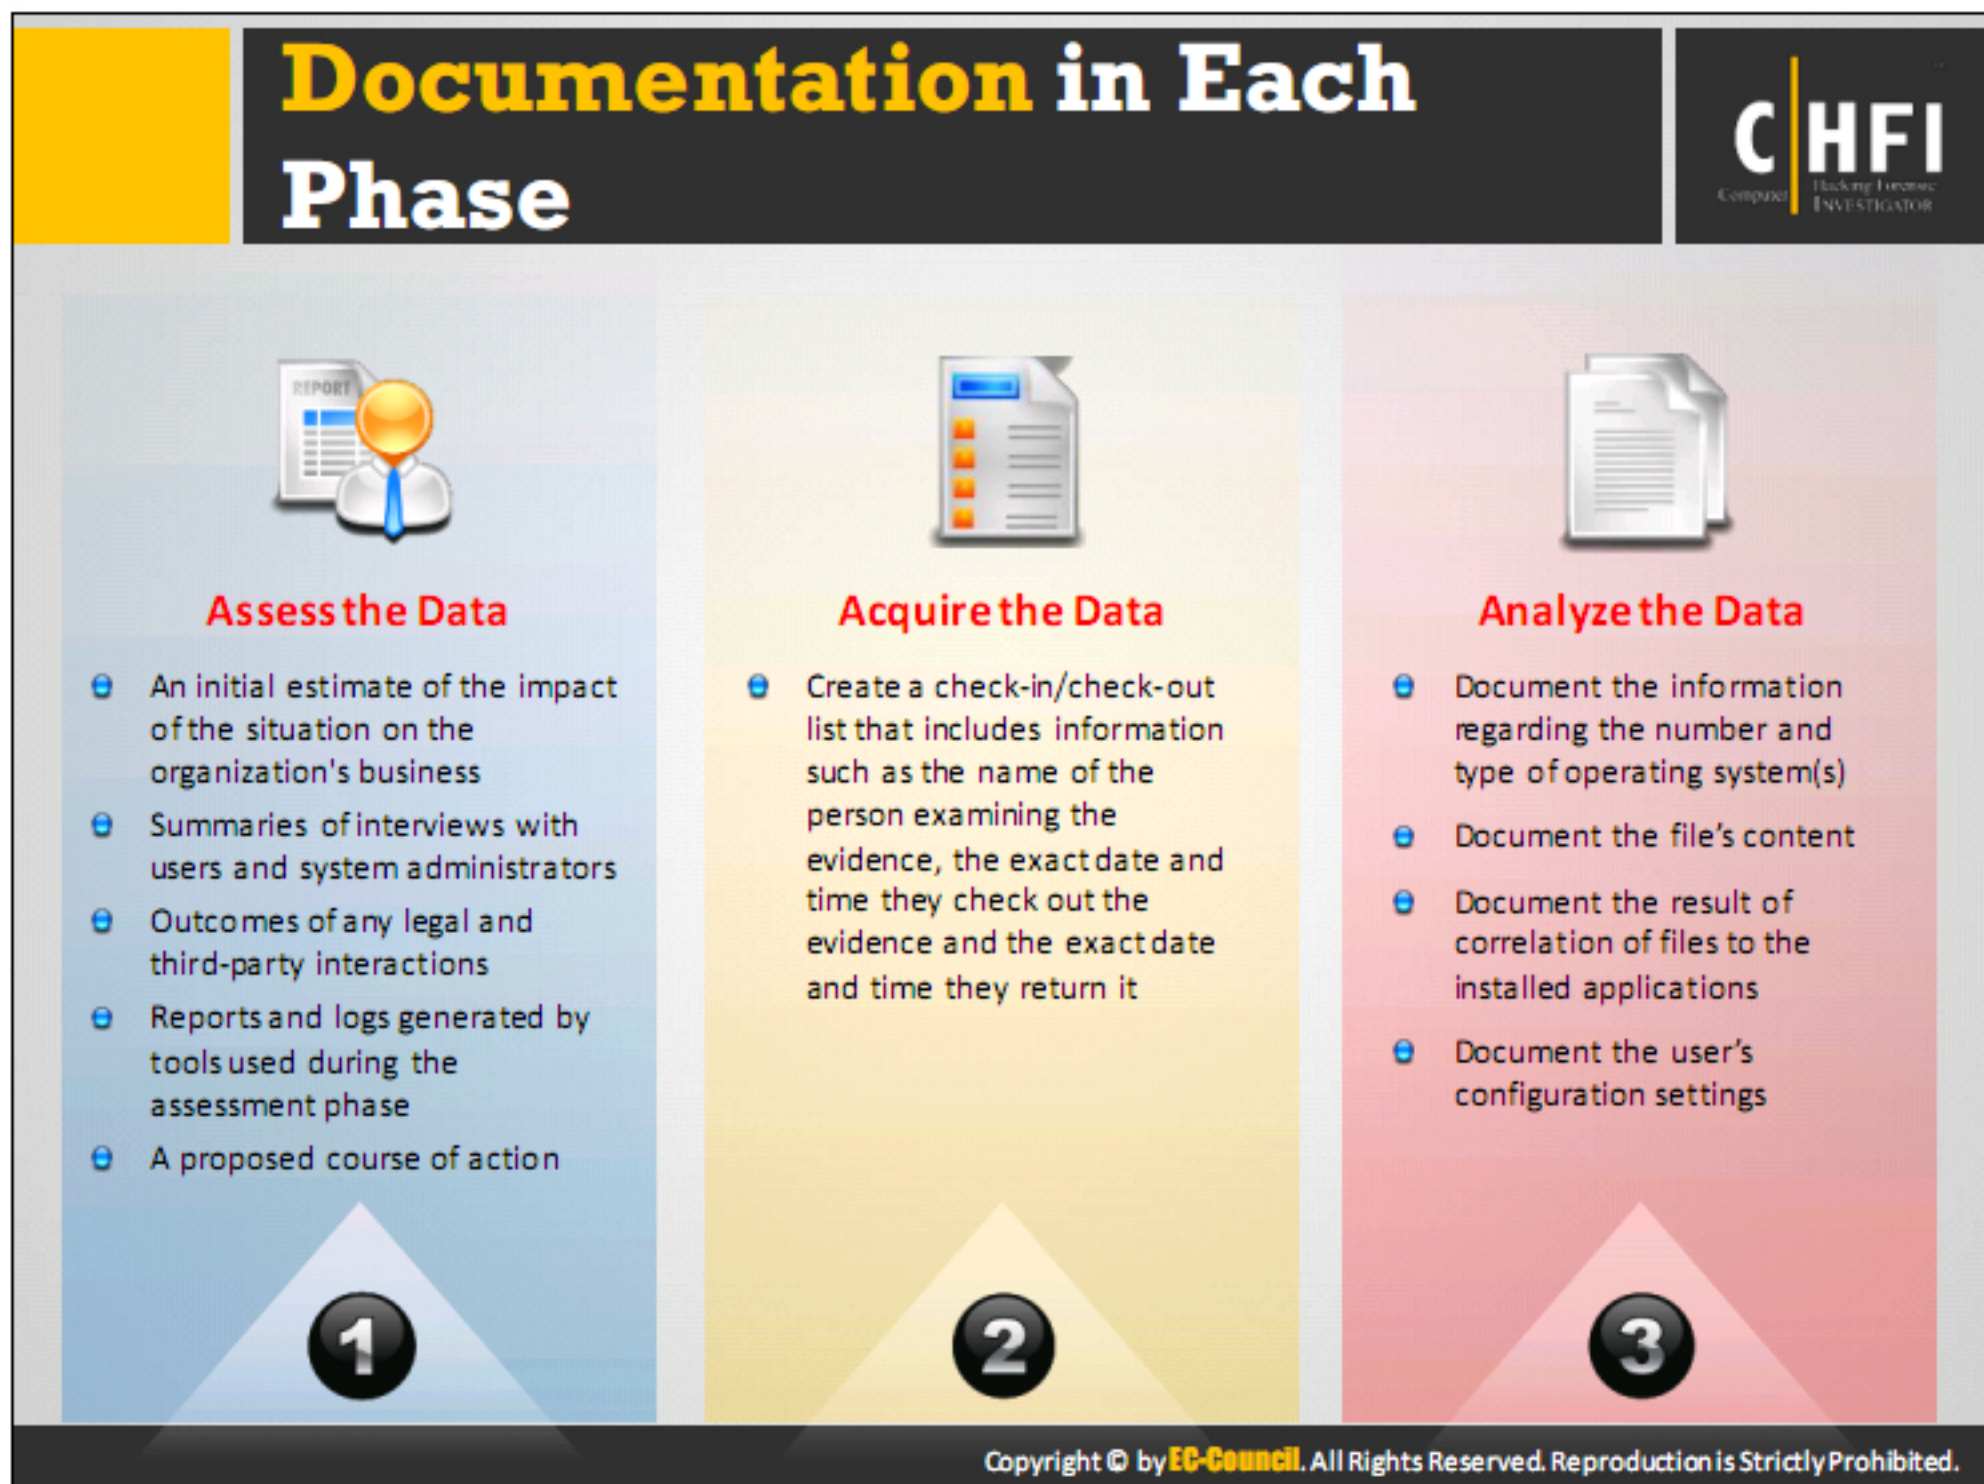 Documentation in Each
Phase
C HFI
Computer
Hacking Forensic
INVESTIGATOR
REPORT
Assess the Data
An initial estimate of the impact
of the situation on the
organization's business
Summaries of interviews with
users and system administrators
Outcomes of any legal and
third-party interactions
Reports and logs generated by
tools used during the
assessment phase
A proposed course of action
1
Acquire the Data
Create a check-in/check-out
list that includes information
such as the name of the
person examining the
evidence, the exact date and
time they check out the
evidence and the exact date
and time they return it
2
Analyze the Data
Document the information
regarding the number and
type of operating system(s)
Document the file’s content
Document the result of
correlation of files to the
installed applications
Document the user’s
configuration settings
3
Copyright © by EC-Council. All Rights Reserved. Reproduction is Strictly Prohibited.